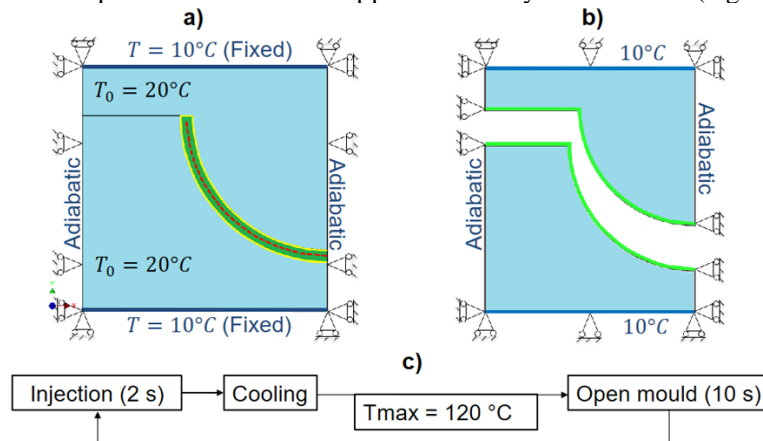 a)
b)
T = 10°C (Fixed)
10°C
T₀ = 20°C
Adiabatic
Adiabatic
Adiabatic
T₀ = 20°C
T = 10°C (Fixed)
10°C
c)
Injection (2 s)
Cooling
Tmax = 120 °C
Open mould (10 s)